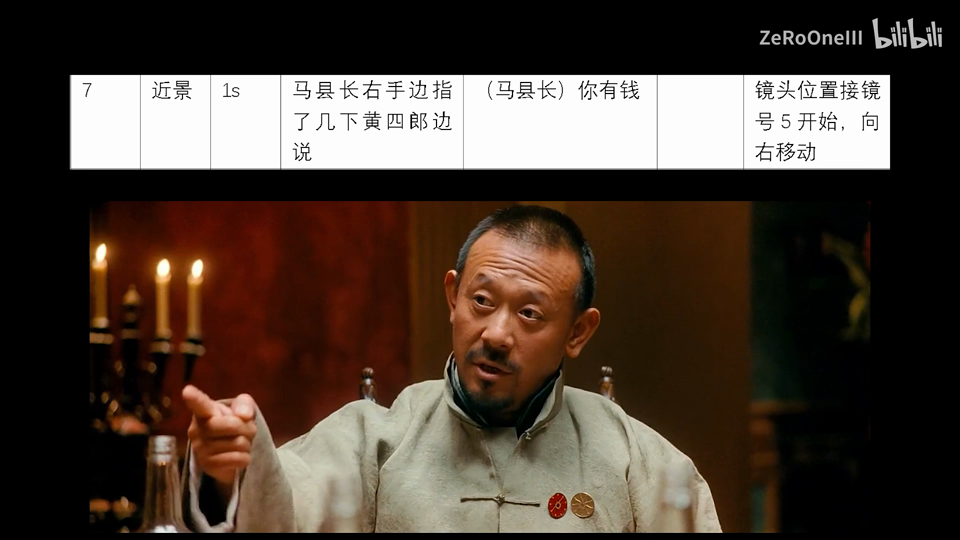 ZeRoOneIII bilibili
7 近景 1s 马县长右手边指 （马县长）你有钱 镜头位置接镜
了几下黄四郎边 号5开始，向
说 右移动